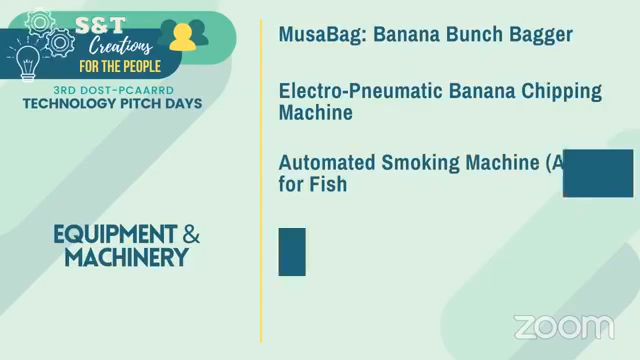 S&T
Creations
FOR THE PEOPLE
3RD DOST-PCAARRD
TECHNOLOGY PITCH DAYS
EQUIPMENT &
MACHINERY
MusaBag: Banana Bunch Bagger
Electro-Pneumatic Banana Chipping
Machine
Automated Smoking Machine
for Fish
zoom